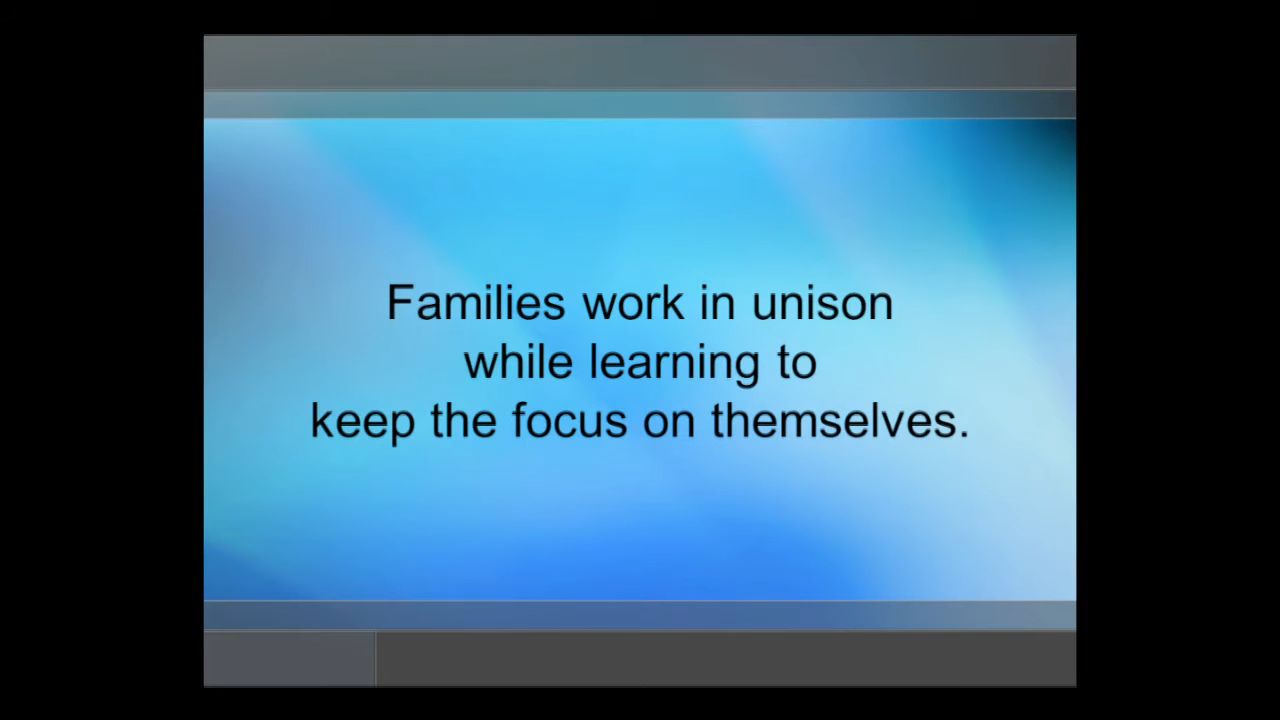 Families work in unison
while learning to
keep the focus on themselves.